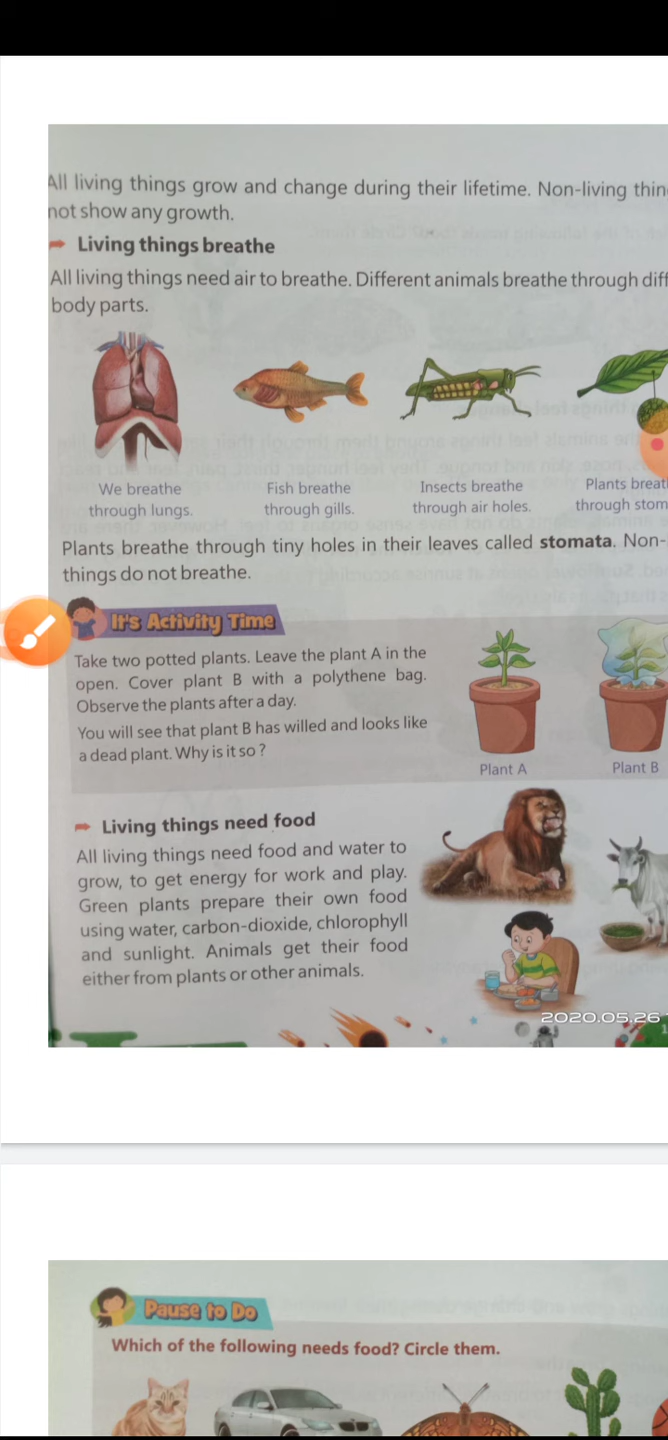 All living things grow and change during their lifetime. Non-living thin
not show any growth.
Living things breathe
All living things need air to breathe. Different animals breathe through diff
body parts.
We breathe
through lungs.
Fish breathe
through gills.
Insects breathe
through air holes.
Plants breat
through stom
Plants breathe through tiny holes in their leaves called stomata. Non-
things do not breathe.
It's Activity Time
Take two potted plants. Leave the plant A in the
open. Cover plant B with a polythene bag.
Observe the plants after a day.
You will see that plant B has willed and looks like
a dead plant. Why is it so?
Plant A
Plant B
Living things need food
All living things need food and water to
grow, to get energy for work and play.
Green plants prepare their own food
using water, carbon-dioxide, chlorophyll
and sunlight. Animals get their food
either from plants or other animals.
2020.05.26
Pause to Do
Which of the following needs food? Circle them.